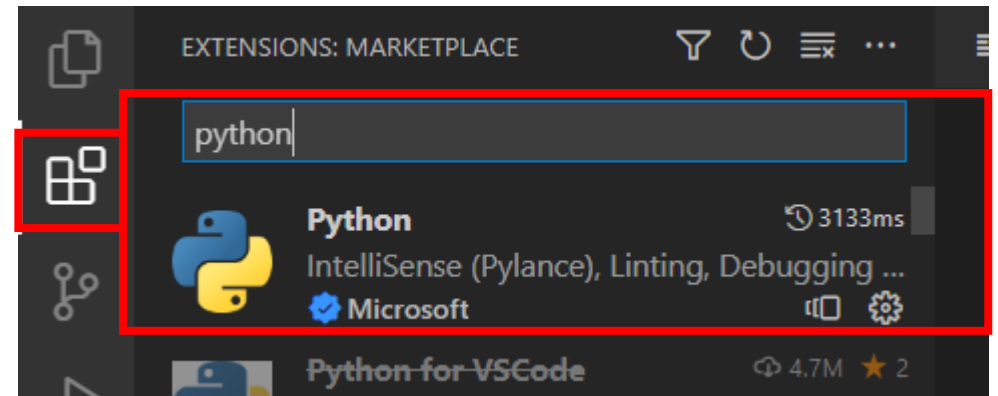 EXTENSIONS: MARKETPLACE
python
Python 3133ms
IntelliSense (Pylance), Linting, Debugging ...
Microsoft
Python for VSCode 4.7M 2